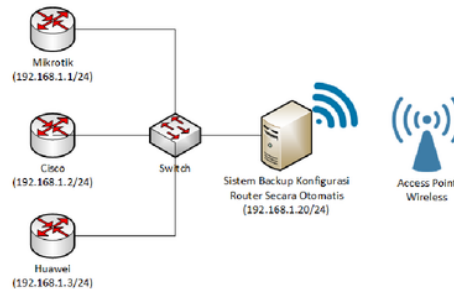 Mikrotik
(192.168.1.1/24)
Cisco
(192.168.1.2/24)
Huawei
(192.168.1.3/24)
Switch
Sistem Backup Konfigurasi
Router Secara Otomatis
(192.168.1.20/24)
Access Point
Wireless